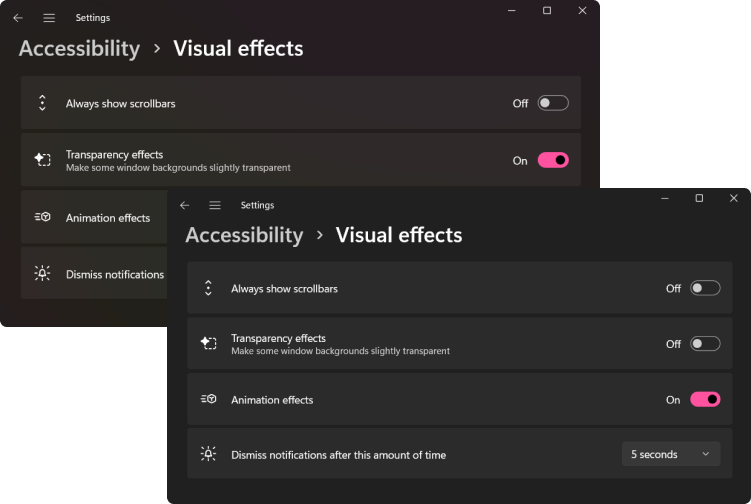 Settings
Accessibility > Visual effects
Always show scrollbars Off
Transparency effects
Make some window backgrounds slightly transparent
On
Animation effects
Dismiss notifications
Settings
Accessibility > Visual effects
Always show scrollbars Off
Transparency effects
Make some window backgrounds slightly transparent
Off
Animation effects On
Dismiss notifications after this amount of time 5 seconds